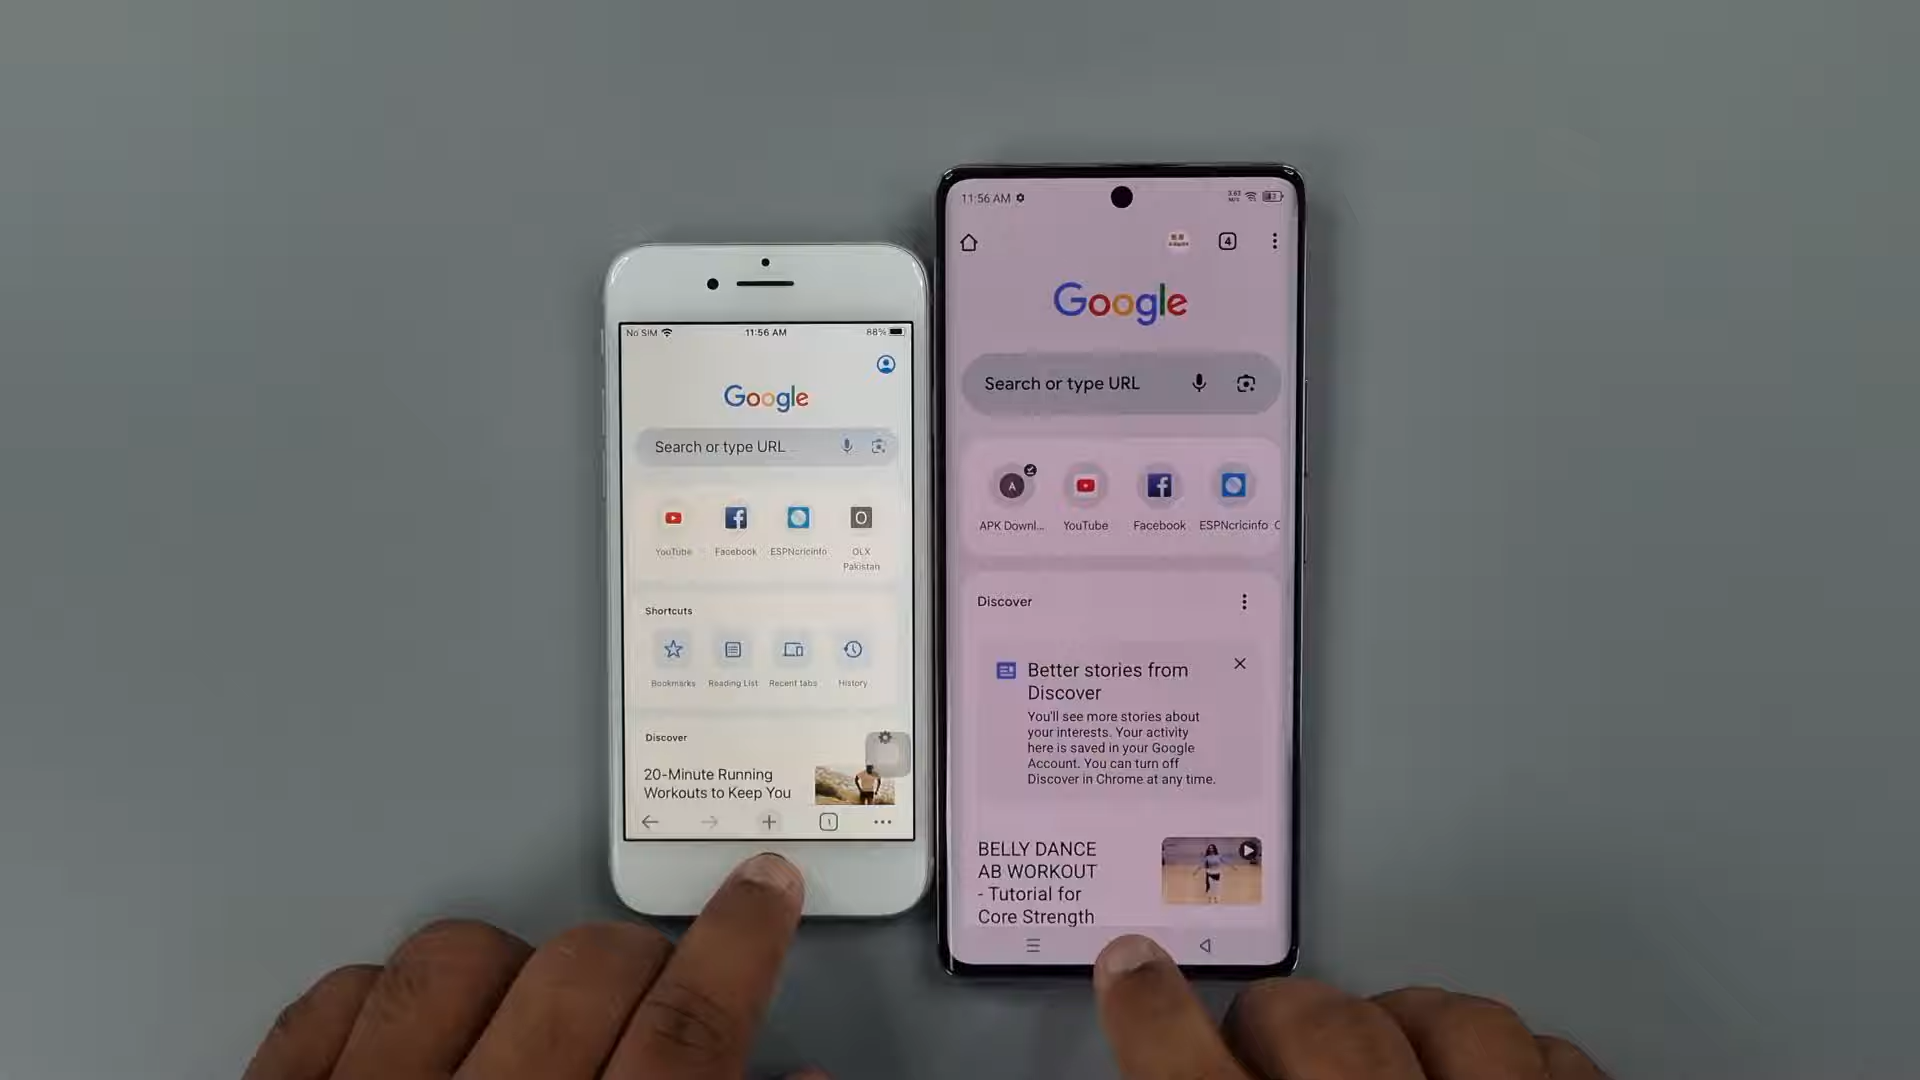 No SIM
11:56 AM
88%
Google
Search or type URL
YouTube
Facebook
ESPNcricinfo
O
OLX
Pakistan
Shortcuts
Bookmarks
Reading List
Recent tabs
History
Discover
20-Minute Running
Workouts to Keep You
1
11:56 AM
4
Google
Search or type URL
A
APK Downl...
YouTube
Facebook
ESPNcricinfo
Discover
Better stories from
Discover
You'll see more stories about
your interests. Your activity
here is saved in your Google
Account. You can turn off
Discover in Chrome at any time.
BELLY DANCE
AB WORKOUT
- Tutorial for
Core Strength